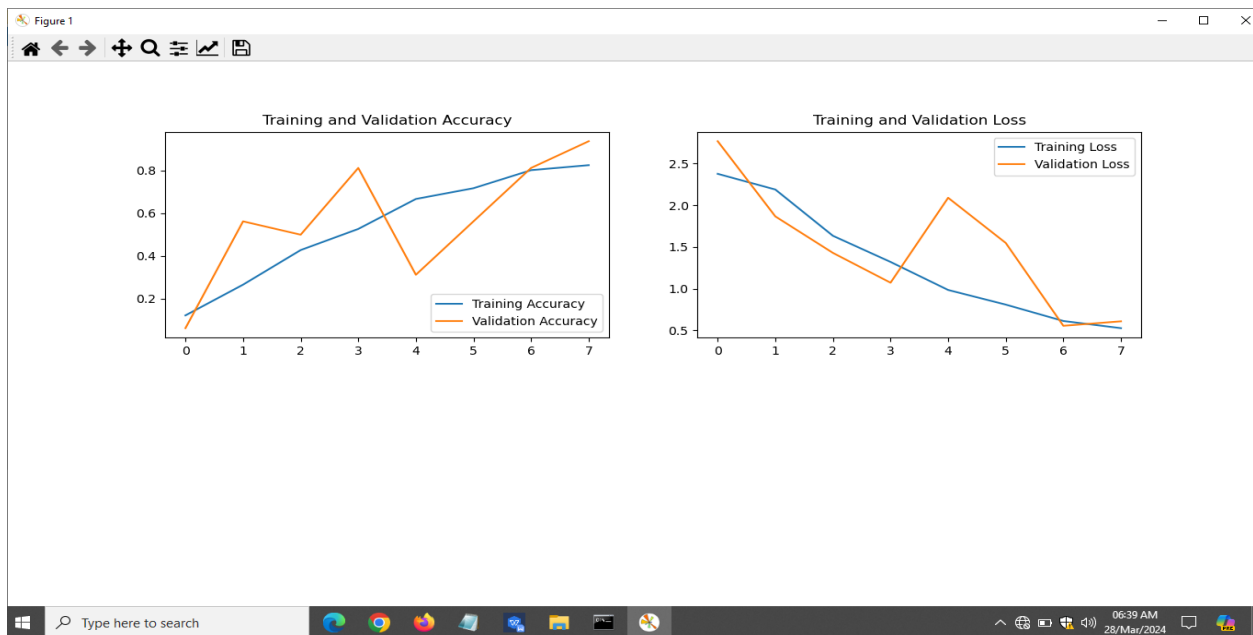 Figure 1
Training and Validation Accuracy
0.8
0.6
0.4
0.2
Training Accuracy
Validation Accuracy
0 1 2 3 4 5 6 7
Training and Validation Loss
Training Loss
Validation Loss
2.5
2.0
1.5
1.0
0.5
0 1 2 3 4 5 6 7
Type here to search
06:39 AM
28/Mar/2024